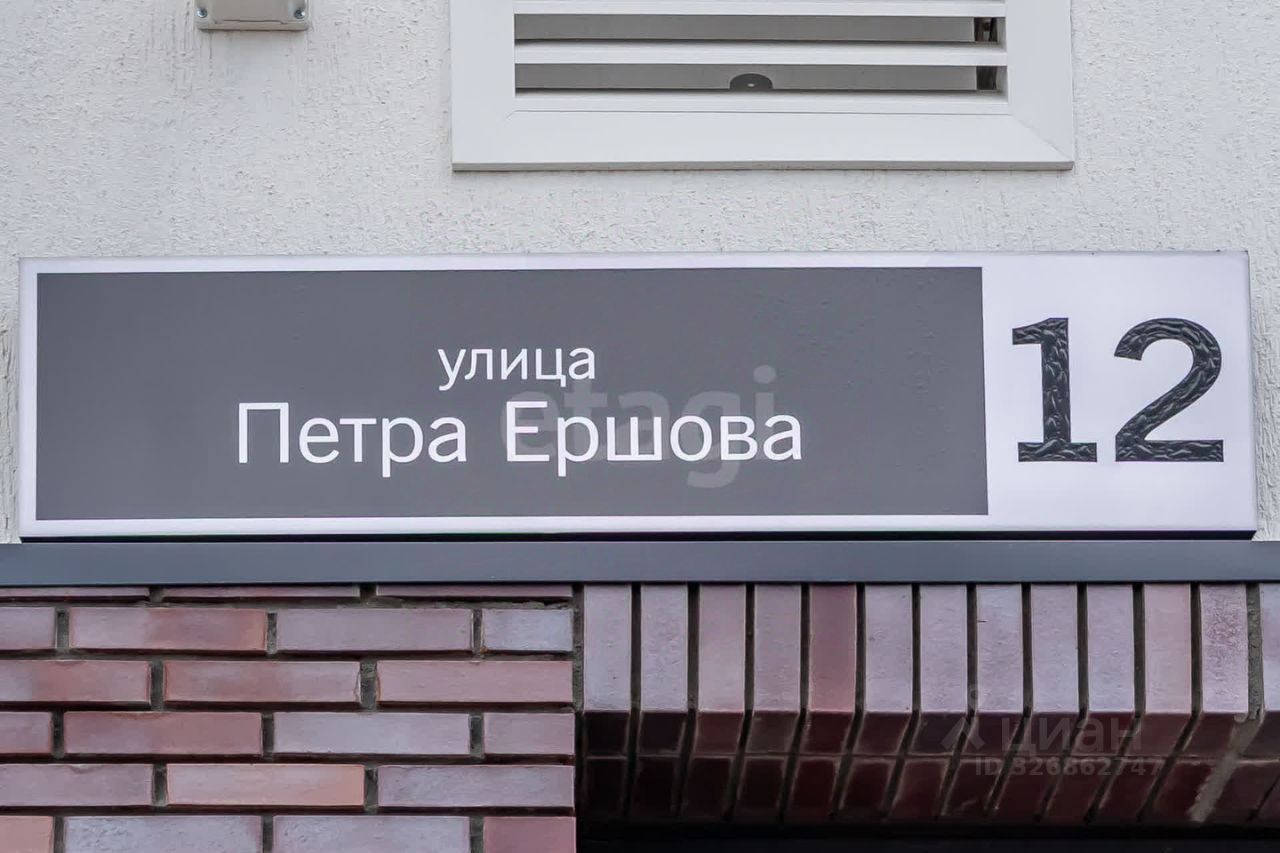 улица
Петра Ершова
12
etagi
циан
ID 326862747